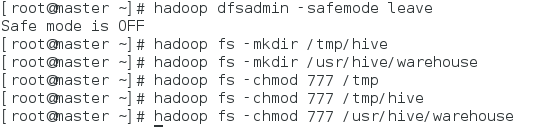 [root@master ~]# hadoop dfsadmin -safemode leave
Safe mode is OFF
[root@master ~]# hadoop fs -mkdir /tmp/hive
[root@master ~]# hadoop fs -mkdir /usr/hive/warehouse
[root@master ~]# hadoop fs -chmod 777 /tmp
[root@master ~]# hadoop fs -chmod 777 /tmp/hive
[root@master ~]# hadoop fs -chmod 777 /usr/hive/warehouse